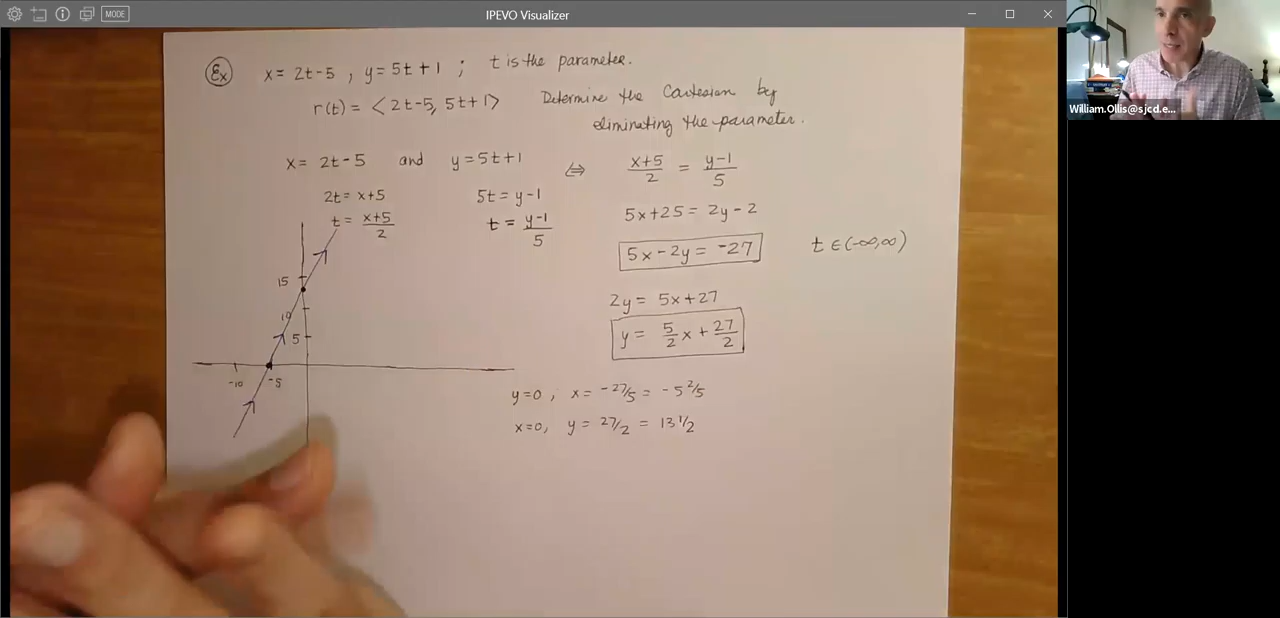 MODE
IPEVO Visualizer
William.Ollis@sjcd.e...
Ex
x = 2t-5 , y = 5t+1 ; t is the parameter.
r(t) = <2t-5, 5t+1> Determine the Cartesian by
eliminating the parameter.
x = 2t-5 and y = 5t+1 ⇔ (x+5)/2 = (y-1)/5
2t = x+5 5t = y-1 5x+25 = 2y-2
t = (x+5)/2 t = (y-1)/5
5x-2y = -27 t ∈ (-∞,∞)
2y = 5x+27
y = 5/2 x + 27/2
15
10
5
-10 -5
y=0 , x = -27/5 = -5 2/5
x=0, y = 27/2 = 13 1/2